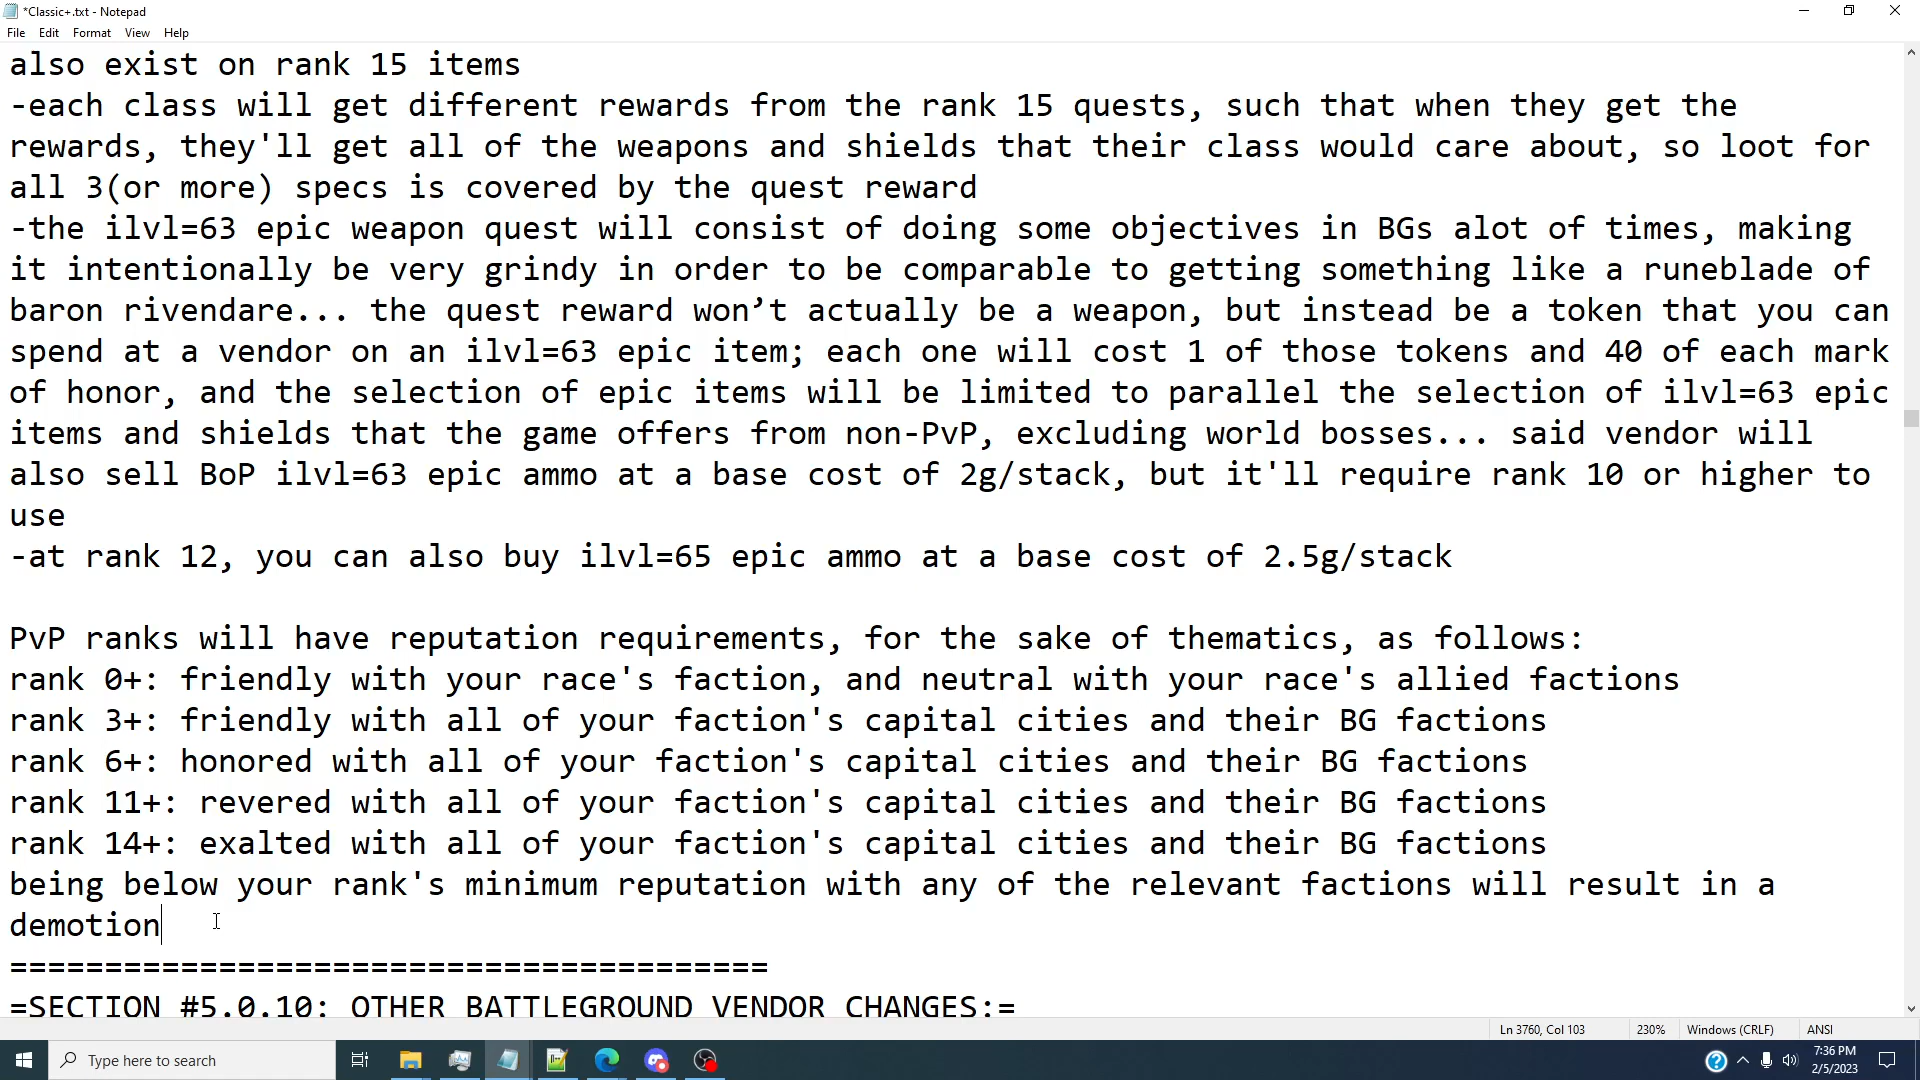 *Classic+.txt - Notepad
File Edit Format View Help
also exist on rank 15 items
-each class will get different rewards from the rank 15 quests, such that when they get the
rewards, they'll get all of the weapons and shields that their class would care about, so loot for
all 3(or more) specs is covered by the quest reward
-the ilvl=63 epic weapon quest will consist of doing some objectives in BGs alot of times, making
it intentionally be very grindy in order to be comparable to getting something like a runeblade of
baron rivendare... the quest reward won’t actually be a weapon, but instead be a token that you can
spend at a vendor on an ilvl=63 epic item; each one will cost 1 of those tokens and 40 of each mark
of honor, and the selection of epic items will be limited to parallel the selection of ilvl=63 epic
items and shields that the game offers from non-PvP, excluding world bosses... said vendor will
also sell BoP ilvl=63 epic ammo at a base cost of 2g/stack, but it'll require rank 10 or higher to
use
-at rank 12, you can also buy ilvl=65 epic ammo at a base cost of 2.5g/stack
PvP ranks will have reputation requirements, for the sake of thematics, as follows:
rank 0+: friendly with your race's faction, and neutral with your race's allied factions
rank 3+: friendly with all of your faction's capital cities and their BG factions
rank 6+: honored with all of your faction's capital cities and their BG factions
rank 11+: revered with all of your faction's capital cities and their BG factions
rank 14+: exalted with all of your faction's capital cities and their BG factions
being below your rank's minimum reputation with any of the relevant factions will result in a
demotion
========================================
=SECTION #5.0.10: OTHER BATTLEGROUND VENDOR CHANGES:=
Ln 3760, Col 103 230% Windows (CRLF) ANSI
Type here to search
7:36 PM
2/5/2023